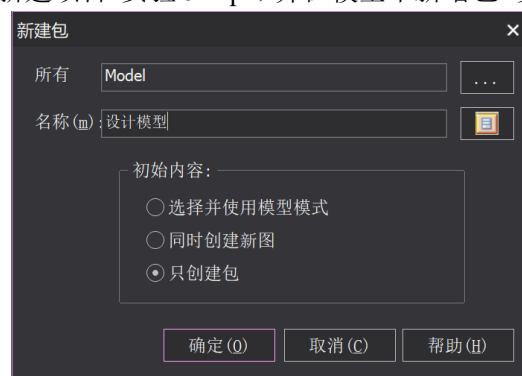 新建包
所有 Model ...
名称(m):设计模型
初始内容:
选择并使用模型模式
同时创建新图
只创建包
确定(O) 取消(C) 帮助(H)